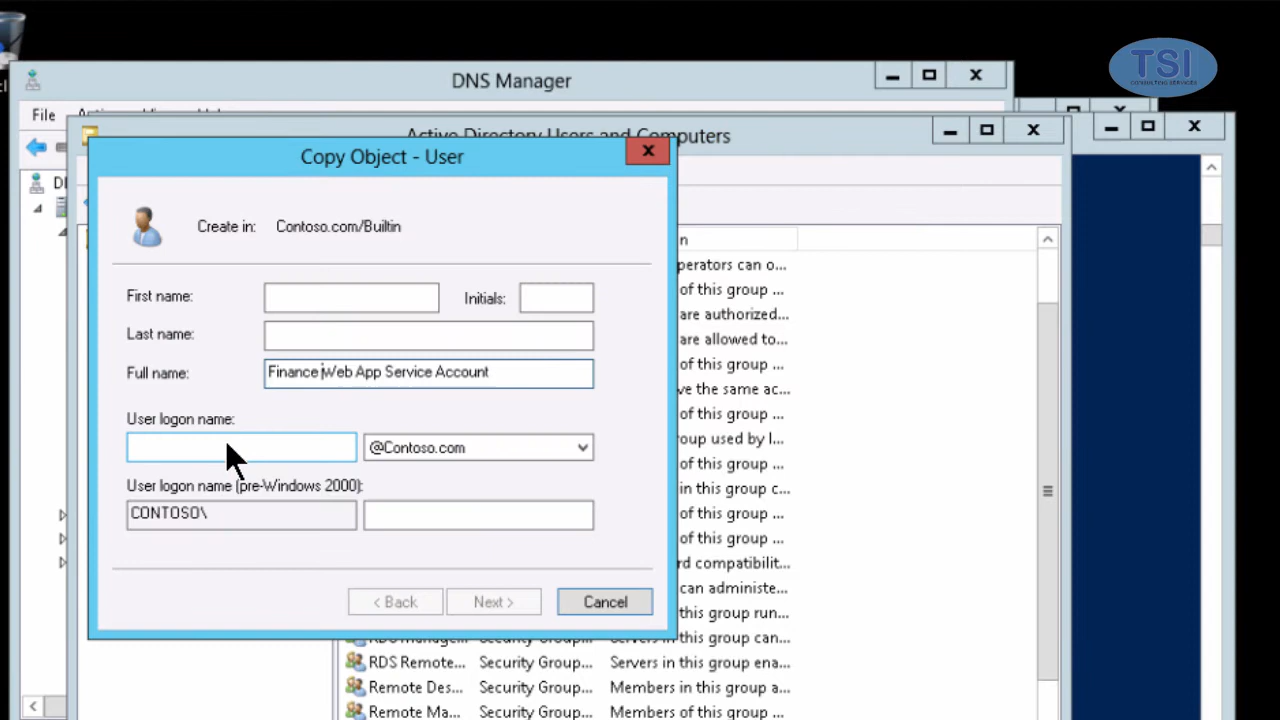 TSI
CONSULTING SERVICES
DNS Manager
File
Active Directory Users and Computers
Copy Object - User
Create in: Contoso.com/Builtin
First name:
Initials:
Last name:
Full name: Finance Web App Service Account
User logon name:
@Contoso.com
User logon name (pre-Windows 2000):
CONTOSO\
< Back
Next >
Cancel
perators can o...
of this group ...
are authorized...
are allowed to...
of this group ...
ve the same ac...
of this group ...
roup used by I...
of this group ...
in this group c...
of this group ...
of this group ...
rd compatibilit...
can administe...
n this group run...
Servers in this group can...
RDS Remote... Security Group... Servers in this group ena...
Remote Des... Security Group... Members in this group a...
Remote Ma... Security Group... Members of this group ...